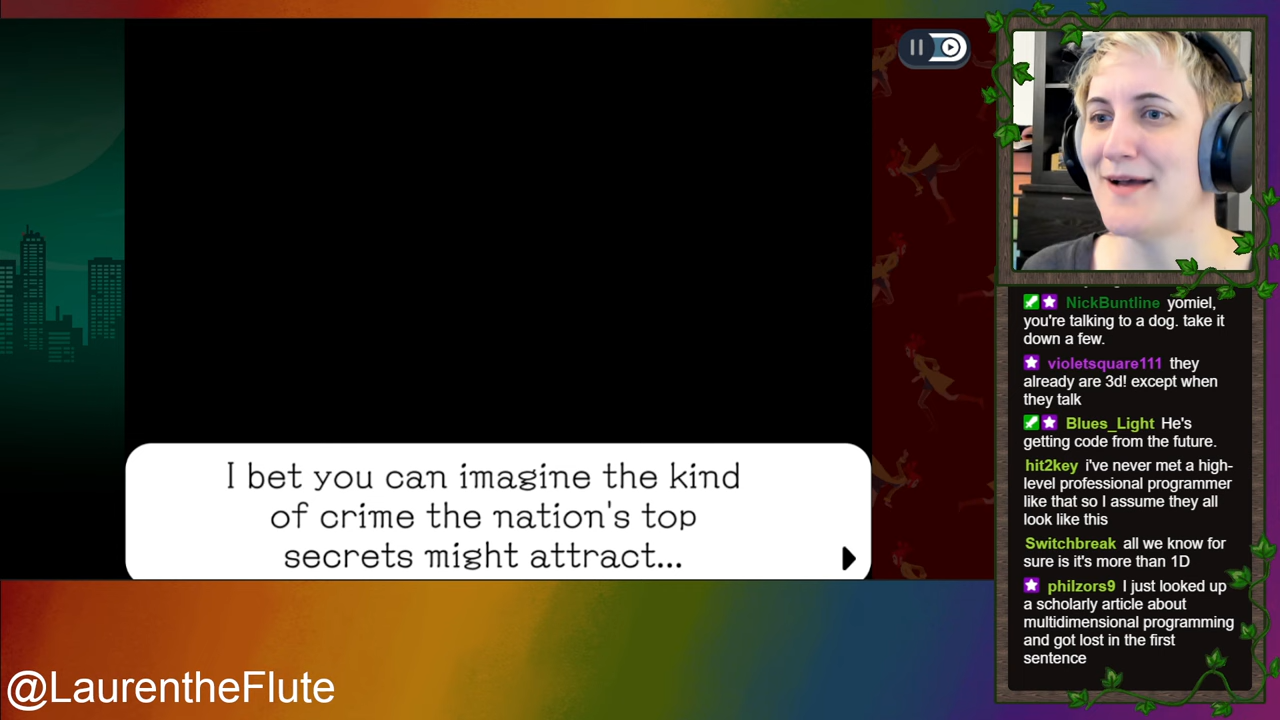 I bet you can imagine the kind
of crime the nation's top
secrets might attract...
@LaurentheFlute
NickBuntline yomiel,
you're talking to a dog. take it
down a few.
violetsquare111 they
already are 3d! except when
they talk
Blues_Light He's
getting code from the future.
hit2key i've never met a high-
level professional programmer
like that so I assume they all
look like this
Switchbreak all we know for
sure is it's more than 1D
philzors9 I just looked up
a scholarly article about
multidimensional programming
and got lost in the first
sentence